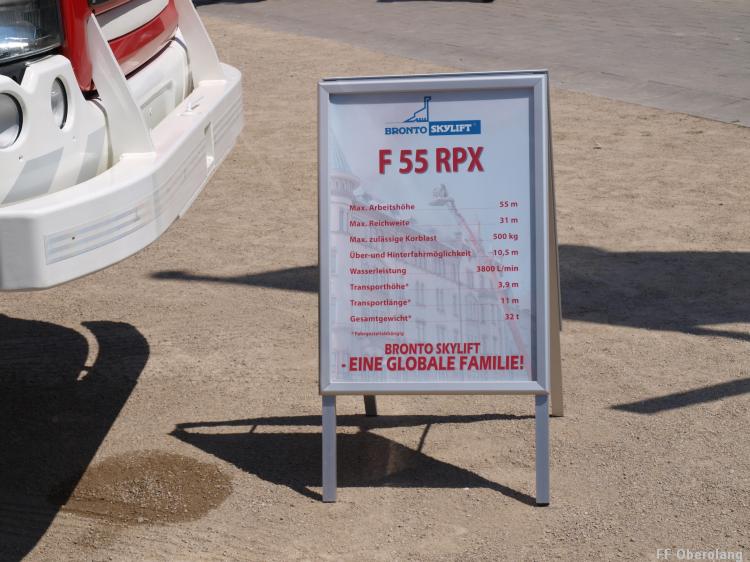 BRONTO SKYLIFT
F 55 RPX
Max. Arbeitshöhe 55 m
Max. Reichweite 31 m
Max. zulässige Korblast 500 kg
Über-und Hinterfahrmöglichkeit 10,5 m
Wasserleistung 3800 L/min
Transporthöhe* 3,9 m
Transportlänge* 11 m
Gesamtgewicht* 32 t
* Fahrgestellabhängig
BRONTO SKYLIFT
- EINE GLOBALE FAMILIE!
FF Oberolang